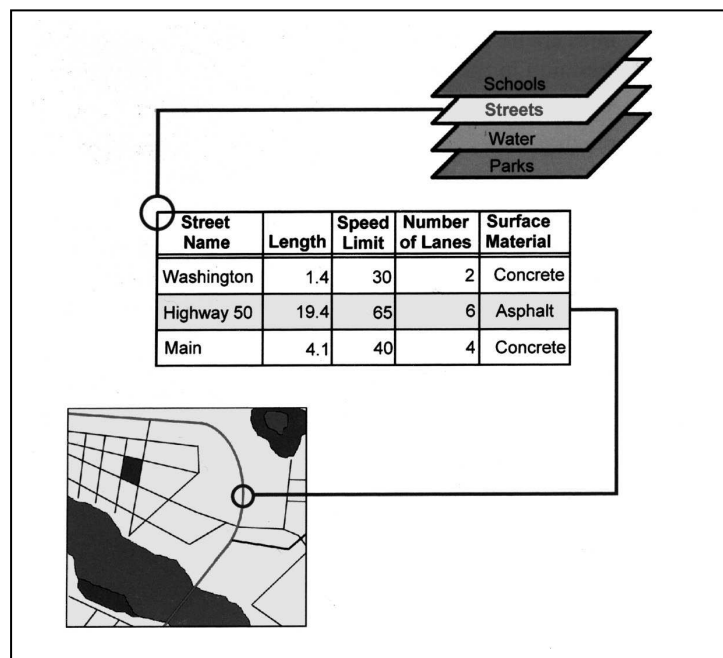 Schools
Streets
Water
Parks
Street Name Length Speed Limit Number of Lanes Surface Material
Washington 1.4 30 2 Concrete
Highway 50 19.4 65 6 Asphalt
Main 4.1 40 4 Concrete